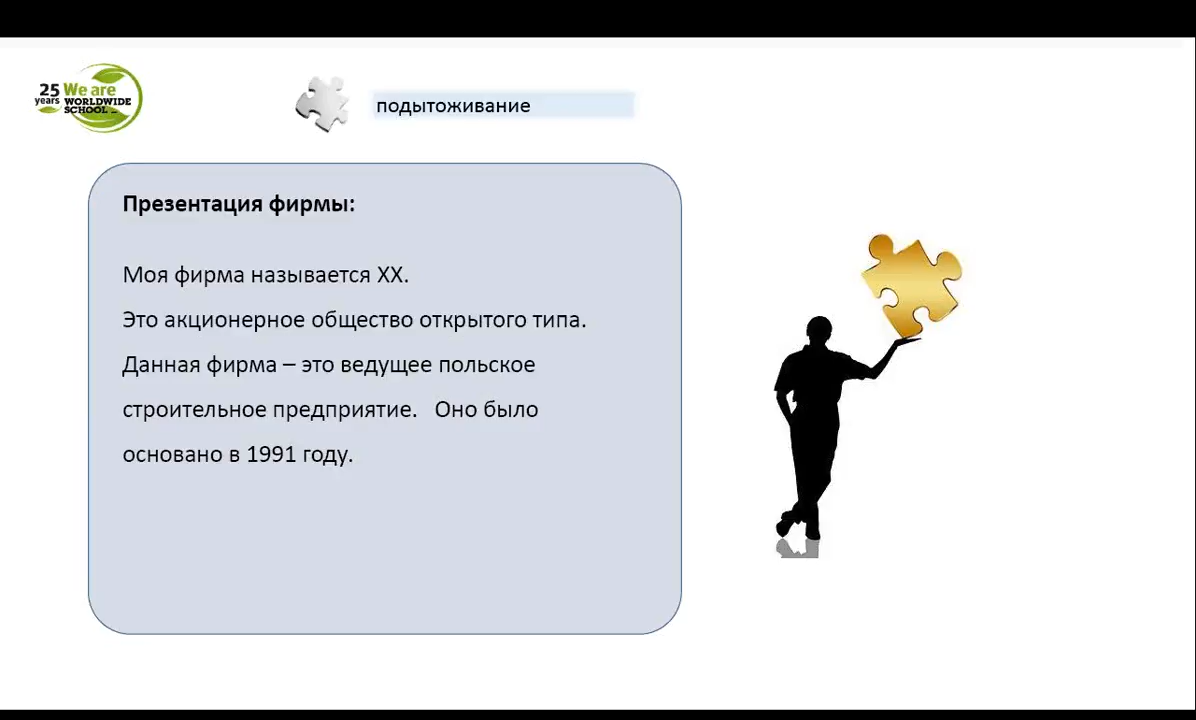 25 We are
years WORLDWIDE
SCHOOL
подытоживание
Презентация фирмы:
Моя фирма называется XX.
Это акционерное общество открытого типа.
Данная фирма – это ведущее польское
строительное предприятие. Оно было
основано в 1991 году.